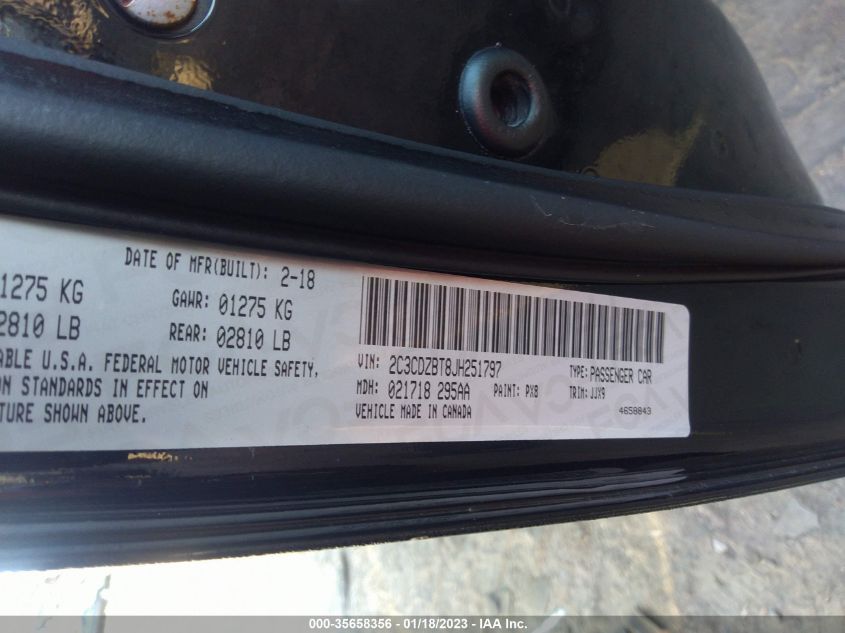 DATE OF MFR(BUILT): 2-18
1275 KG GAWR: 01275 KG
2810 LB REAR: 02810 LB
ABLE U.S.A. FEDERAL MOTOR VEHICLE SAFETY,
ON STANDARDS IN EFFECT ON
TURE SHOWN ABOVE.
VIN: 2C3CDZBT8JH251797 TYPE: PASSENGER CAR
MDH: 021718 295AA PAINT: PX8 TRIM: JJX9
VEHICLE MADE IN CANADA 4658843
000-35658356 - 01/18/2023 - IAA Inc.